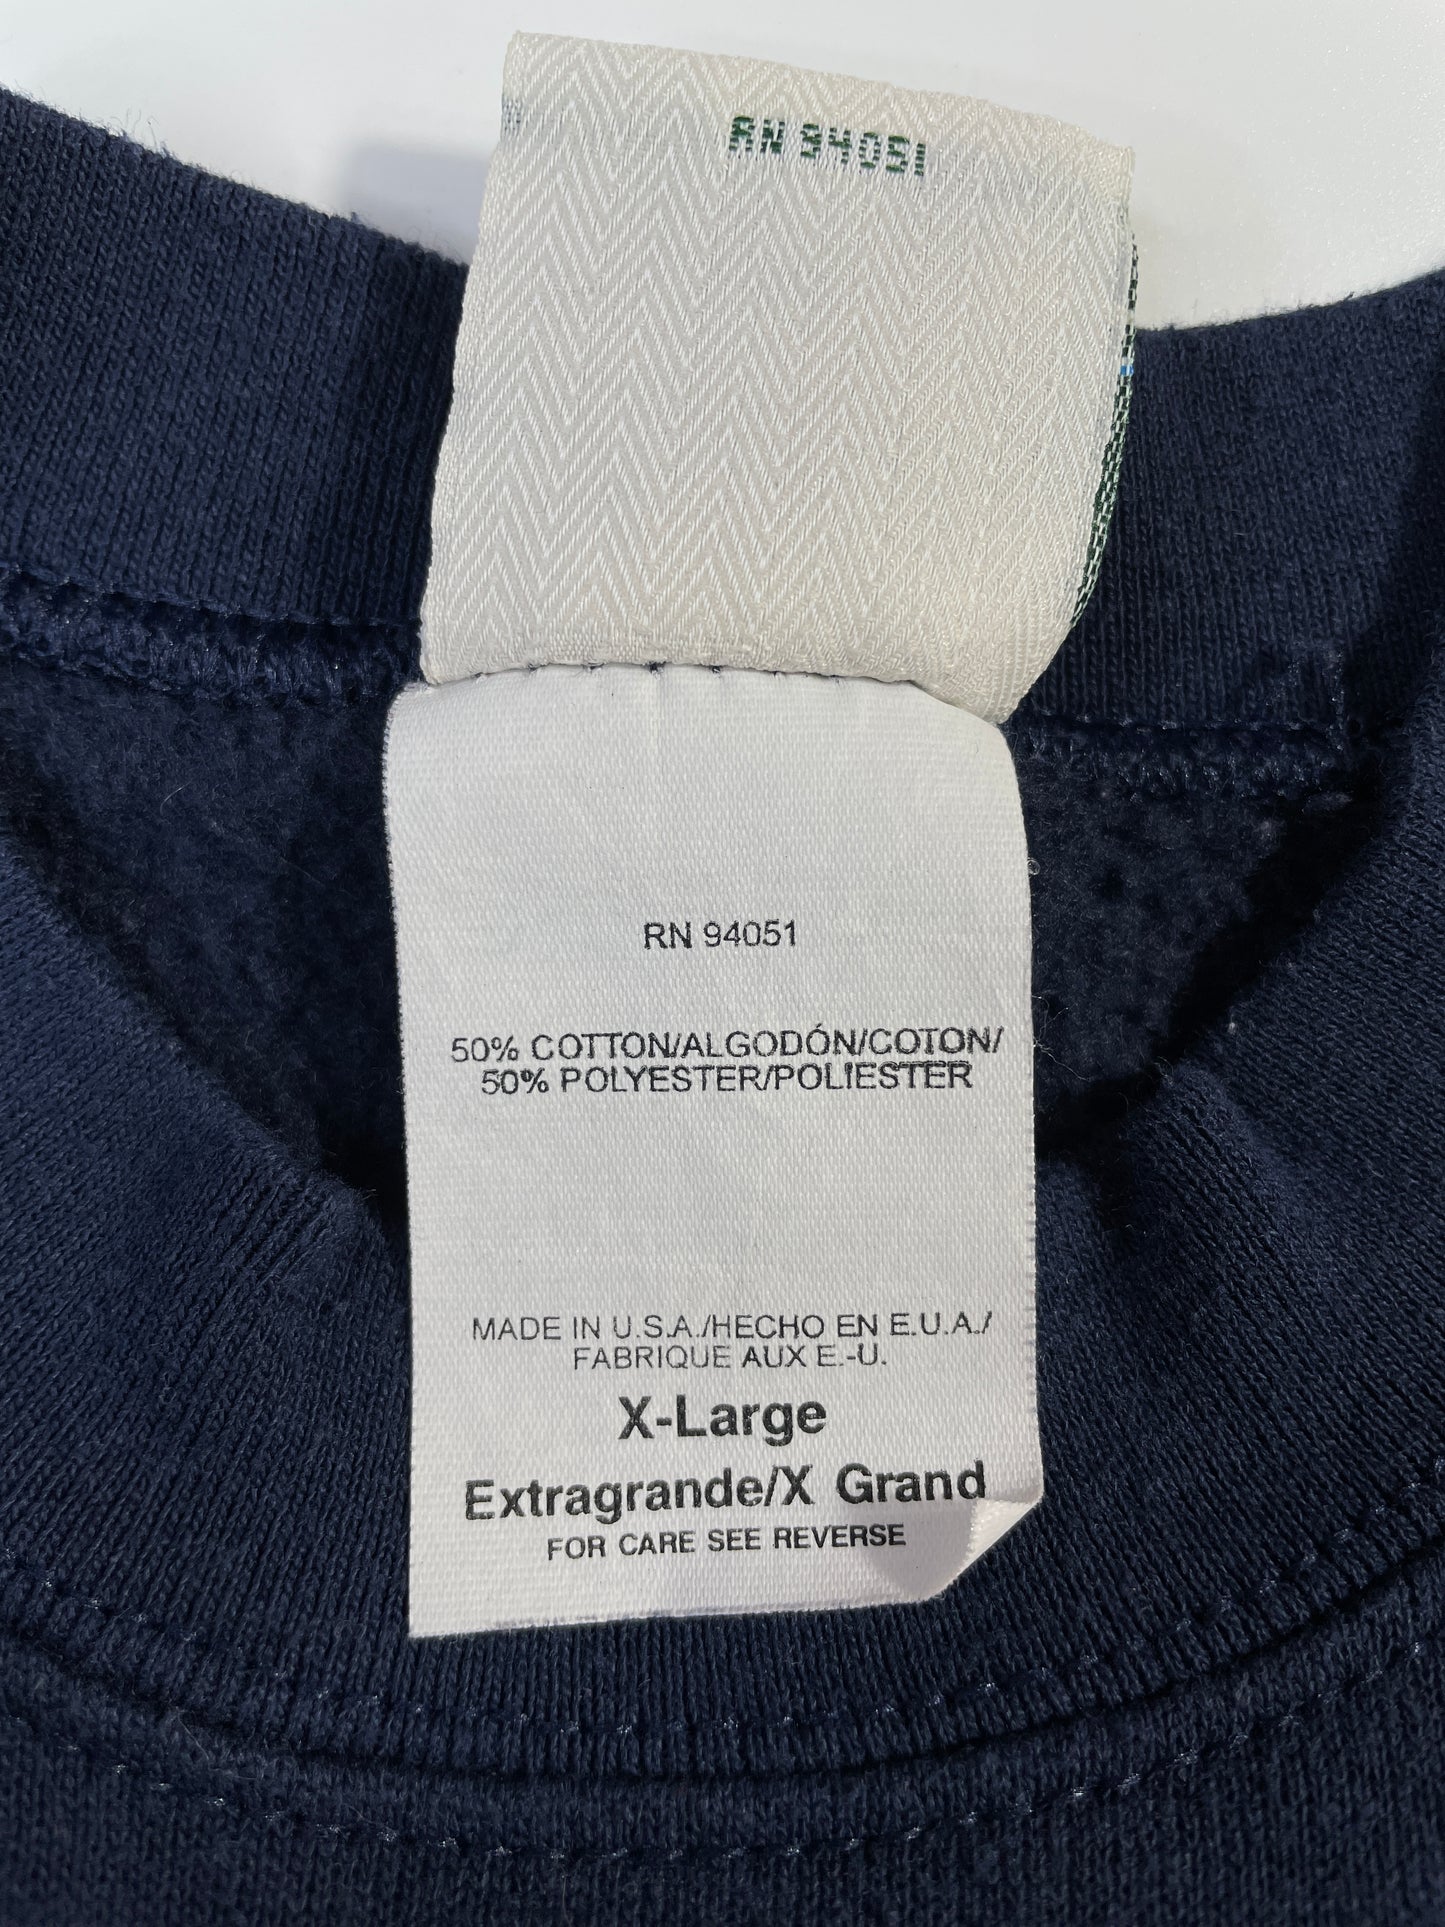 RN 94051
RN 94051
50% COTTON/ALGODÓN/COTON/
50% POLYESTER/POLIESTER
MADE IN U.S.A./HECHO EN E.U.A./
FABRIQUE AUX E.-U.
X-Large
Extragrande/X Grand
FOR CARE SEE REVERSE